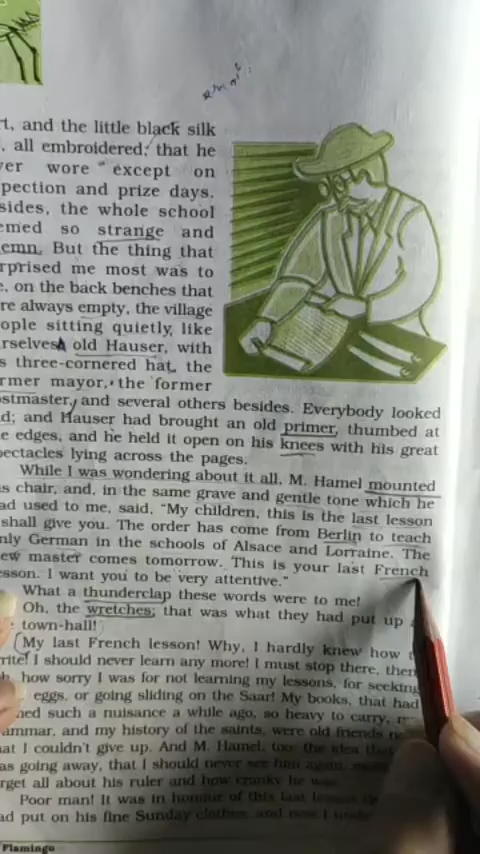 rt, and the little black silk
, all embroidered, that he
ver wore except on
pection and prize days.
sides, the whole school
emed so strange and
lemn. But the thing that
rprised me most was to
e, on the back benches that
re always empty, the village
ople sitting quietly, like
rselves old Hauser, with
s three-cornered hat, the
rmer mayor, the former
ostmaster, and several others besides. Everybody looked
d; and Hauser had brought an old primer, thumbed at
e edges, and he held it open on his knees with his great
pectacles lying across the pages.
While I was wondering about it all, M. Hamel mounted
s chair, and, in the same grave and gentle tone which he
ad used to me, said, “My children, this is the last lesson
shall give you. The order has come from Berlin to teach
nly German in the schools of Alsace and Lorraine. The
ew master comes tomorrow. This is your last French
esson. I want you to be very attentive.”
What a thunderclap these words were to me!
Oh, the wretches; that was what they had put up
town-hall!
My last French lesson! Why, I hardly knew how
rite! I should never learn any more! I must stop there, then
how sorry I was for not learning my lessons, for seeking
eggs, or going sliding on the Saar! My books, that had
ned such a nuisance a while ago, so heavy to carry,
ammar, and my history of the saints, were old friends
at I couldn't give up. And M. Hamel, too; the idea
as going away, that I should never see him again,
rget all about his ruler and how cranky he was.
Poor man! It was in honour of this last lesson
ad put on his fine Sunday clothes, and now I
Flamingo